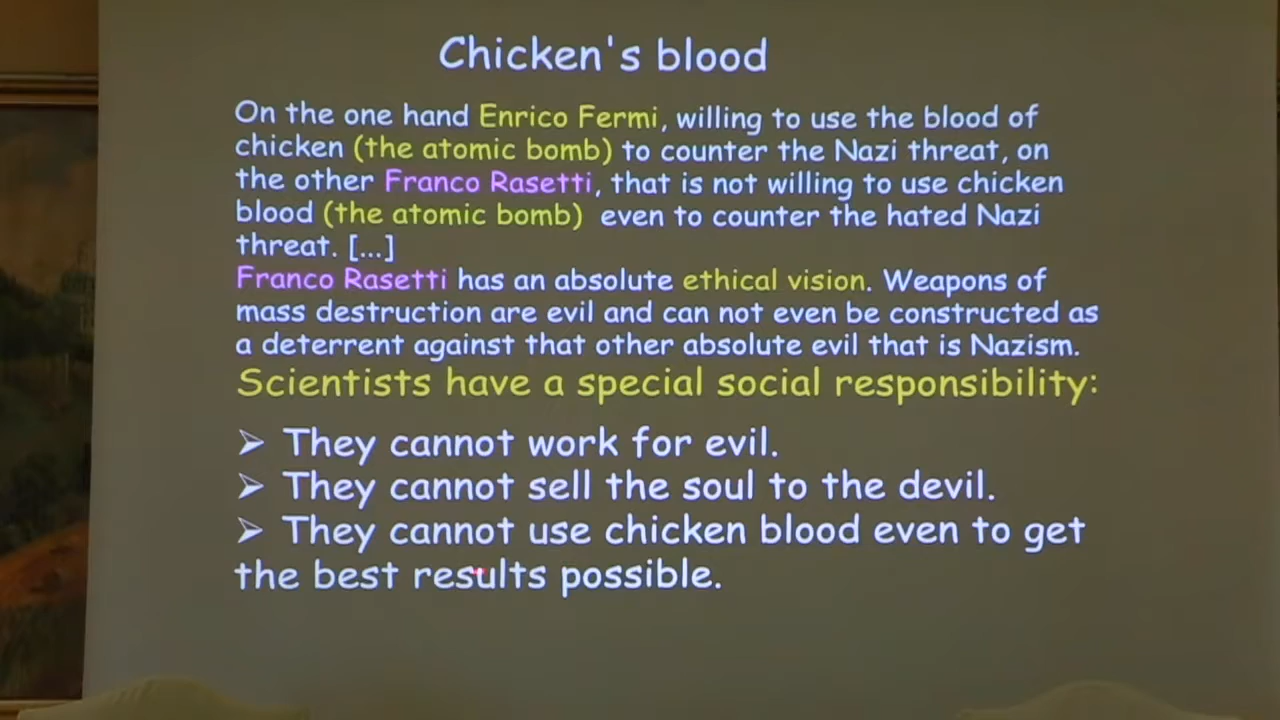 Chicken's blood
On the one hand Enrico Fermi, willing to use the blood of
chicken (the atomic bomb) to counter the Nazi threat, on
the other Franco Rasetti, that is not willing to use chicken
blood (the atomic bomb) even to counter the hated Nazi
threat. [...]
Franco Rasetti has an absolute ethical vision. Weapons of
mass destruction are evil and can not even be constructed as
a deterrent against that other absolute evil that is Nazism.
Scientists have a special social responsibility:
➢ They cannot work for evil.
➢ They cannot sell the soul to the devil.
➢ They cannot use chicken blood even to get
the best results possible.